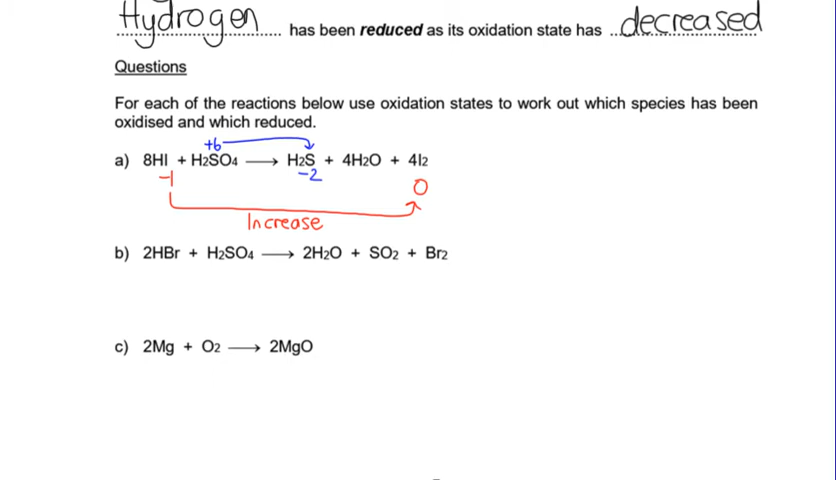 Hydrogen has been reduced as its oxidation state has decreased
Questions
For each of the reactions below use oxidation states to work out which species has been
oxidised and which reduced.
+6
a) 8HI + H2SO4 ⟶ H2S + 4H2O + 4I2
-1 -2 0
Increase
b) 2HBr + H2SO4 ⟶ 2H2O + SO2 + Br2
c) 2Mg + O2 ⟶ 2MgO